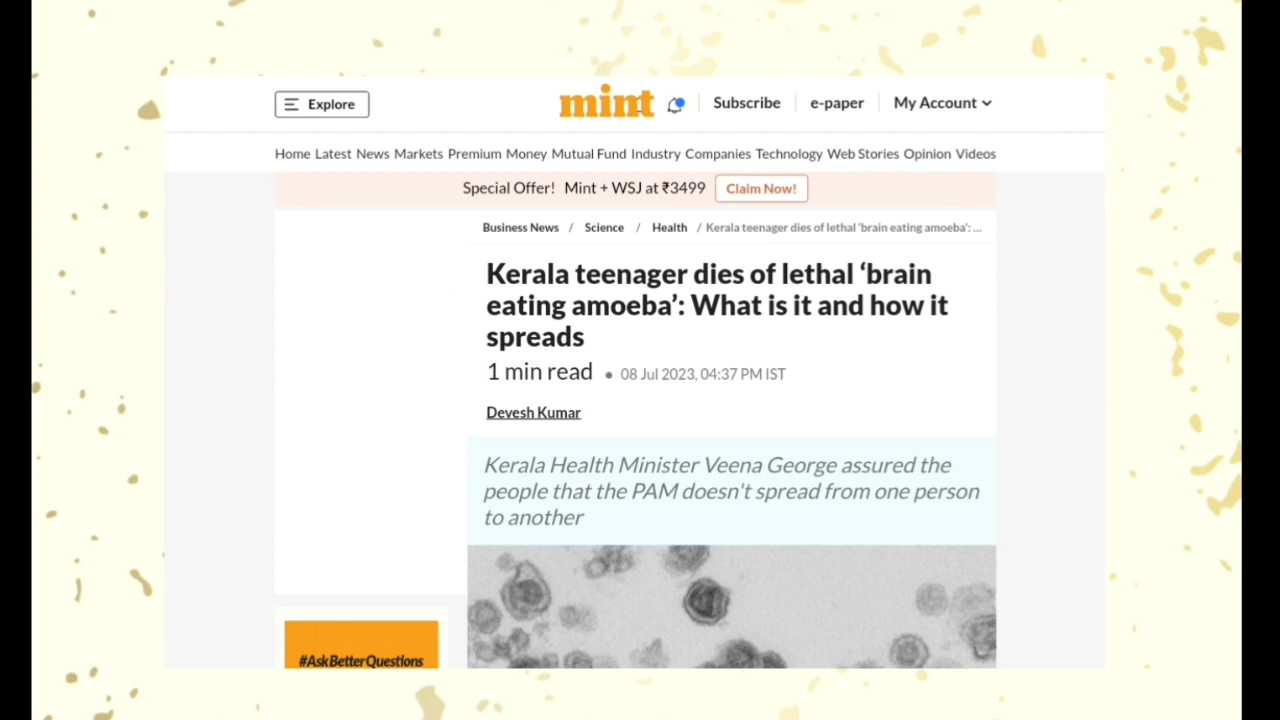 Explore
mint
Subscribe
e-paper
My Account
Home Latest News Markets Premium Money Mutual Fund Industry Companies Technology Web Stories Opinion Videos
Special Offer! Mint + WSJ at ₹3499 Claim Now!
Business News / Science / Health / Kerala teenager dies of lethal ‘brain eating amoeba’: ...
Kerala teenager dies of lethal ‘brain
eating amoeba’: What is it and how it
spreads
1 min read • 08 Jul 2023, 04:37 PM IST
Devesh Kumar
Kerala Health Minister Veena George assured the
people that the PAM doesn't spread from one person
to another
#AskBetterQuestions